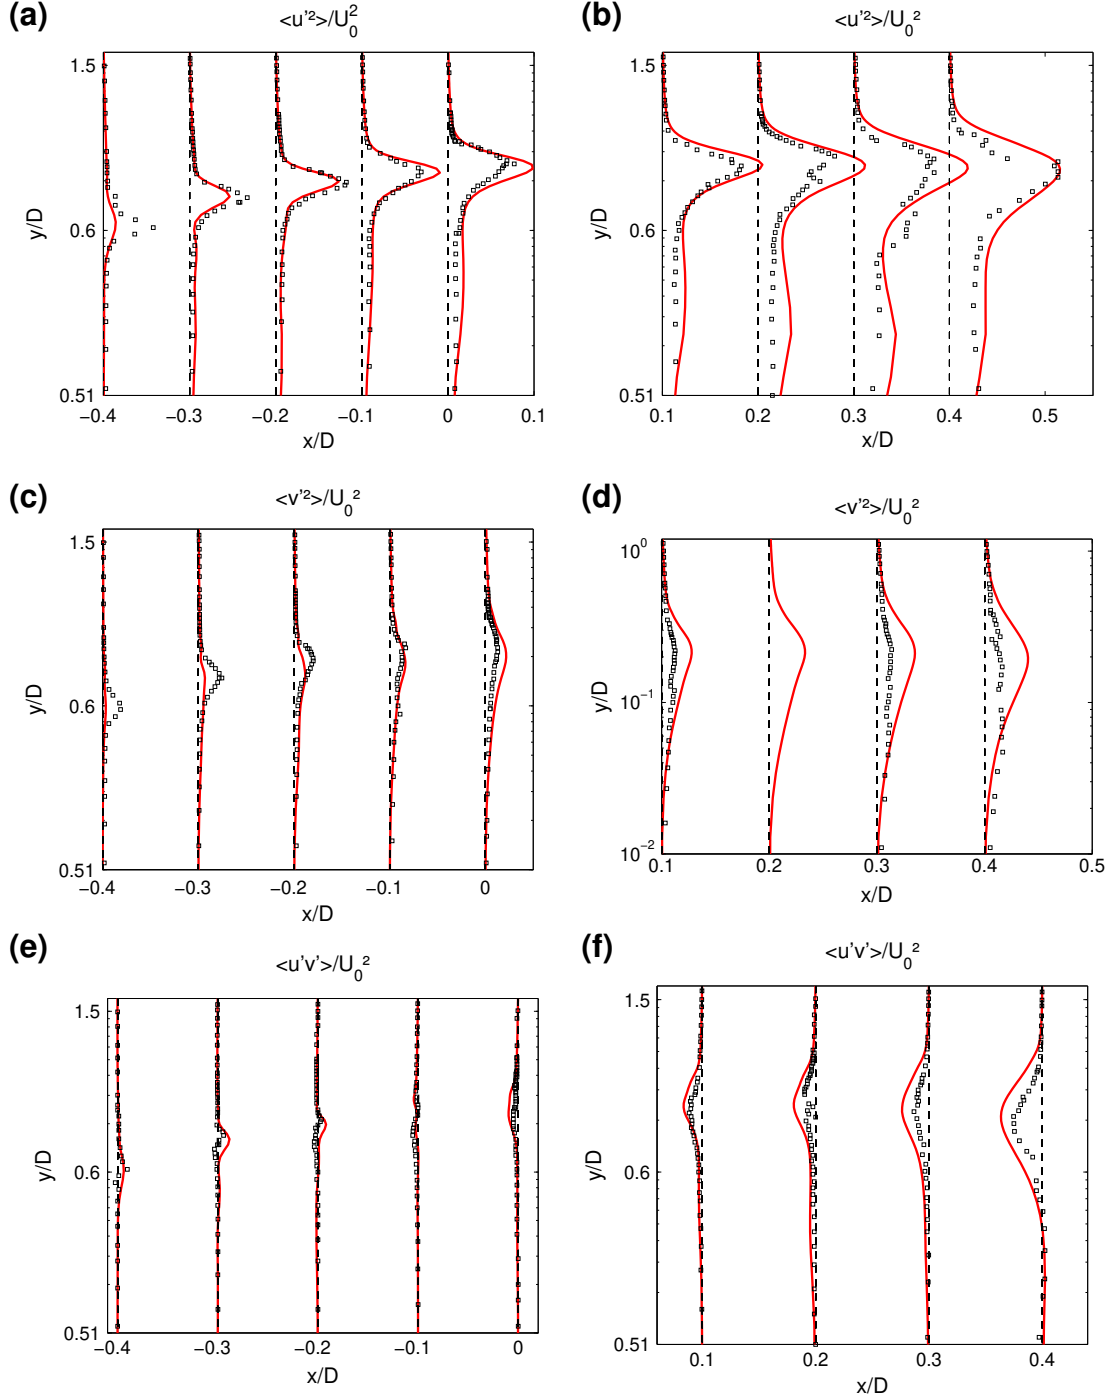 (a)
<u'²>/U₀²
1.5
0.6
0.51
y/D
−0.4 −0.3 −0.2 −0.1 0 0.1
x/D
(b)
<u'²>/U₀²
1.5
0.6
0.51
y/D
0.1 0.2 0.3 0.4 0.5
x/D
(c)
<v'²>/U₀²
1.5
0.6
0.51
y/D
−0.4 −0.3 −0.2 −0.1 0
x/D
(d)
<v'²>/U₀²
10⁰
10⁻¹
10⁻²
y/D
0.1 0.2 0.3 0.4 0.5
x/D
(e)
<u'v'>/U₀²
1.5
0.6
0.51
y/D
−0.4 −0.3 −0.2 −0.1 0
x/D
(f)
<u'v'>/U₀²
1.5
0.6
0.51
y/D
0.1 0.2 0.3 0.4
x/D